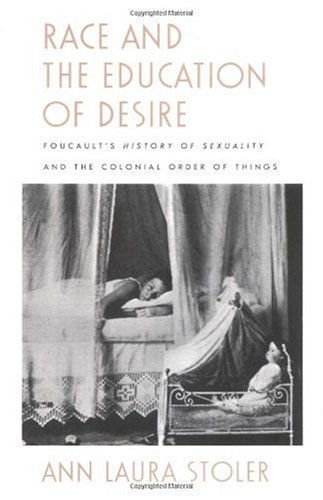 RACE AND
THE EDUCATION
OF DESIRE
FOUCAULT'S HISTORY OF SEXUALITY
AND THE COLONIAL ORDER OF THINGS
ANN LAURA STOLER